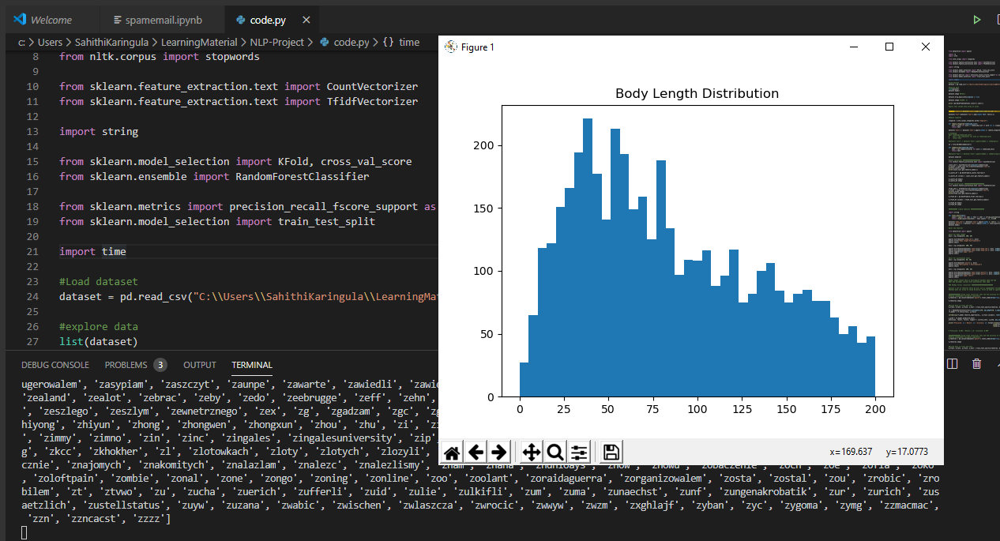 Welcome
spamemail.ipynb
code.py
C: > Users > SahithiKaringula > LearningMaterial > NLP-Project > code.py > {} time
8 from nltk.corpus import stopwords
9
10 from sklearn.feature_extraction.text import CountVectorizer
11 from sklearn.feature_extraction.text import TfidfVectorizer
12
13 import string
14
15 from sklearn.model_selection import KFold, cross_val_score
16 from sklearn.ensemble import RandomForestClassifier
17
18 from sklearn.metrics import precision_recall_fscore_support as
19 from sklearn.model_selection import train_test_split
20
21 import time
22
23 #Load dataset
24 dataset = pd.read_csv("C:\\Users\\SahithiKaringula\\LearningMat
25
26 #explore data
27 list(dataset)
Figure 1
Body Length Distribution
200
150
100
50
0
0 25 50 75 100 125 150 175 200
x=169.637 y=17.0773
DEBUG CONSOLE PROBLEMS 3 OUTPUT TERMINAL
ugerowalem', 'zasypiam', 'zaszczyt', 'zaunpe', 'zawarte', 'zawiedli', 'zawie
'zealand', 'zealot', 'zebrac', 'zeby', 'zedo', 'zeebrugge', 'zeff', 'zehn',
', 'zeszlego', 'zeszlym', 'zewnetrznego', 'zex', 'zg', 'zgadzam', 'zgc', 'zg
hiyong', 'zhiyun', 'zhong', 'zhongwen', 'zhongxun', 'zhou', 'zhu', 'zi', 'zi
', 'zimmy', 'zimno', 'zin', 'zinc', 'zingales', 'zingalesuniversity', 'zip'
g', 'zkcc', 'zkhokher', 'zl', 'zlotowkach', 'zloty', 'zlotych', 'zlozyli',
cznie', 'znajomych', 'znakomitych', 'znalazlam', 'znalezc', 'znalezlismy',
', 'zoloftpain', 'zombie', 'zonal', 'zone', 'zongo', 'zoning', 'zonline', 'zoo', 'zoolant', 'zoraidaguerra', 'zorganizowalem', 'zosta', 'zostal', 'zou', 'zrobic', 'zro
bilem', 'zt', 'ztvwo', 'zu', 'zucha', 'zuerich', 'zufferli', 'zuid', 'zulie', 'zulkifli', 'zum', 'zuma', 'zunaechst', 'zunf', 'zungenakrobatik', 'zur', 'zurich', 'zus
aetzlich', 'zustellstatus', 'zuyw', 'zuzana', 'zwabic', 'zwischen', 'zwlaszcza', 'zwrocic', 'zwwyw', 'zwzm', 'zxghlajf', 'zyban', 'zyc', 'zygoma', 'zymg', 'zzmacmac',
'zzn', 'zzncacst', 'zzzz']